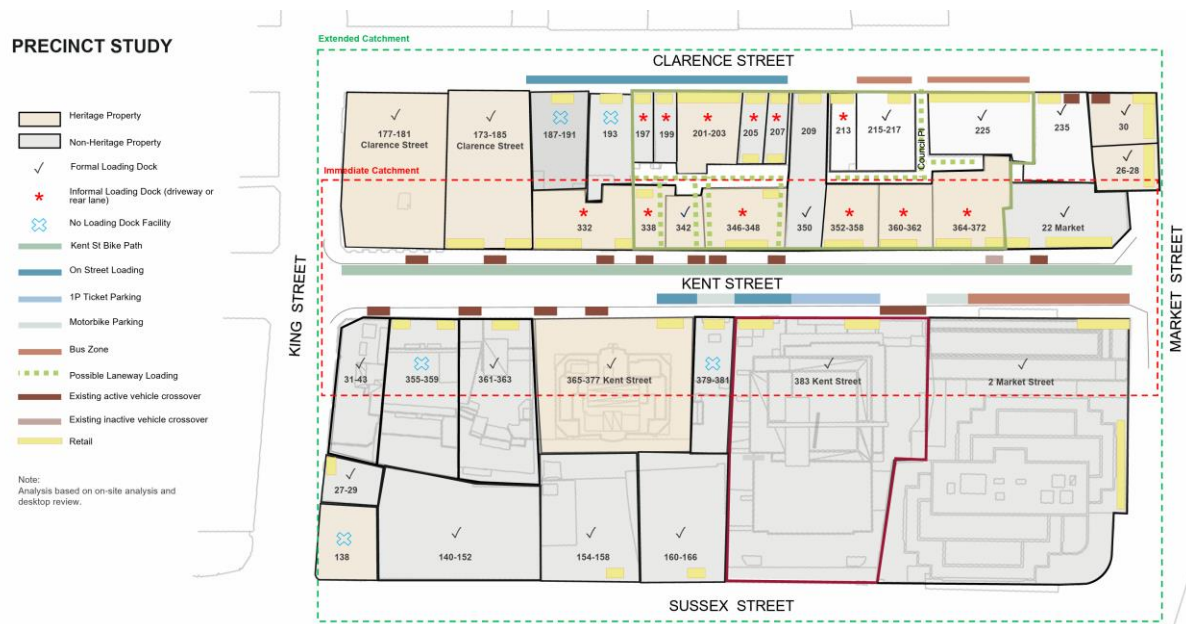 PRECINCT STUDY
Heritage Property
Non-Heritage Property
Formal Loading Dock
Informal Loading Dock (driveway or
rear lane)
No Loading Dock Facility
Kent St Bike Path
On Street Loading
1P Ticket Parking
Motorbike Parking
Bus Zone
Possible Laneway Loading
Existing active vehicle crossover
Existing inactive vehicle crossover
Retail
Note:
Analysis based on on-site analysis and
desktop review.
Extended Catchment
CLARENCE STREET
177-181
Clarence Street
173-185
Clarence Street
187-191
193
197
199
201-203
205
207
209
213
215-217
Council Pl
225
235
30
26-28
Immediate Catchment
332
338
342
346-348
350
352-358
360-362
364-372
22 Market
KING STREET
KENT STREET
MARKET STREET
31-43
355-359
361-363
365-377 Kent Street
379-381
383 Kent Street
2 Market Street
27-29
138
140-152
154-158
160-166
SUSSEX STREET